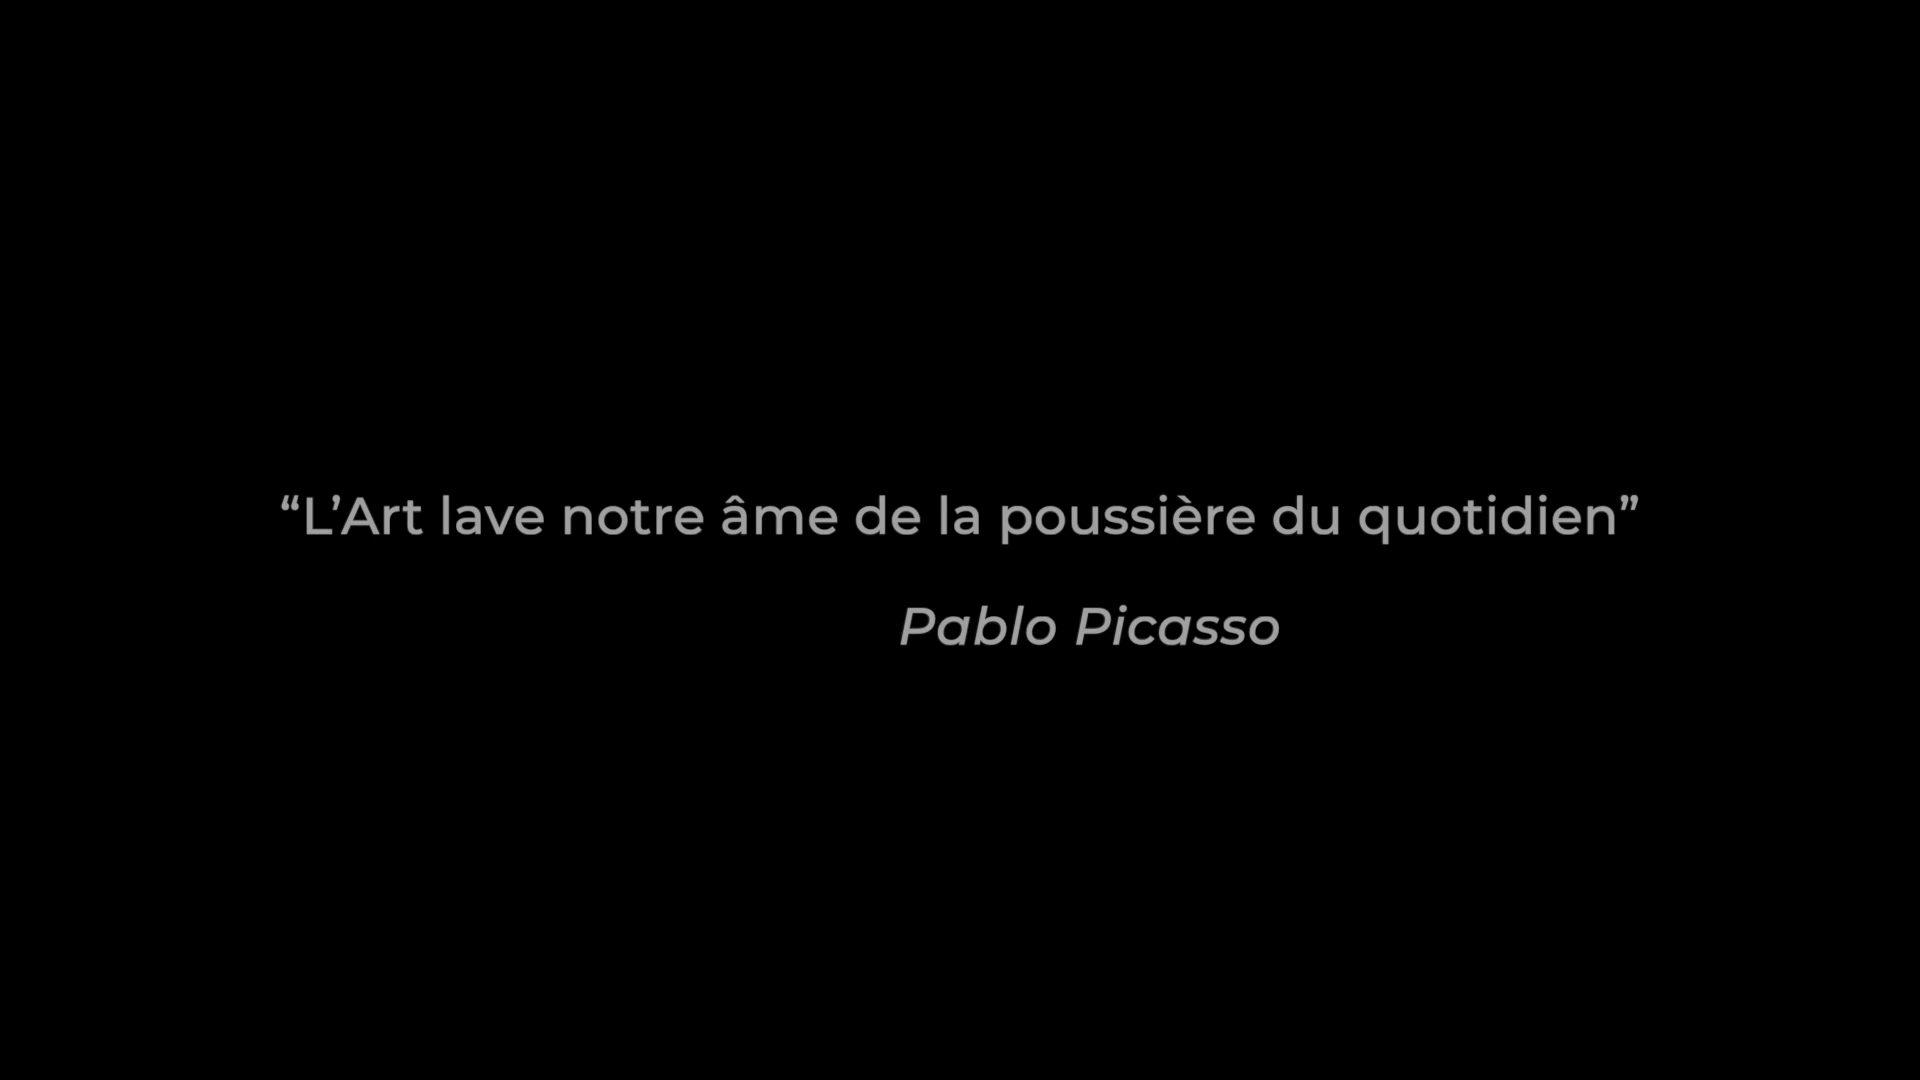 “L’Art lave notre âme de la poussière du quotidien”
Pablo Picasso